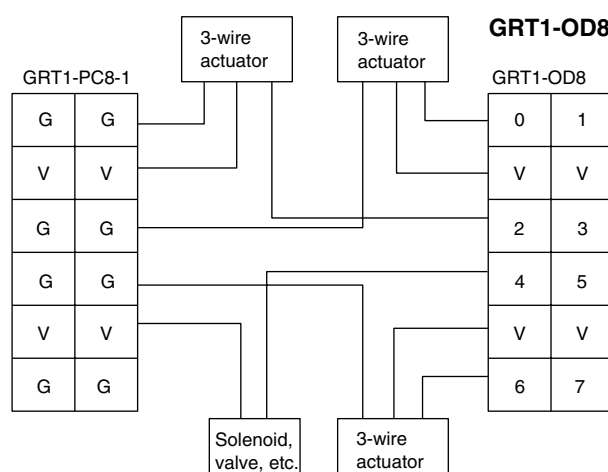 GRT1-OD8
3-wire
actuator
3-wire
actuator
GRT1-PC8-1
GRT1-OD8
G G
V V
G G
G G
V V
G G
0 1
V V
2 3
4 5
V V
6 7
Solenoid,
valve, etc.
3-wire
actuator